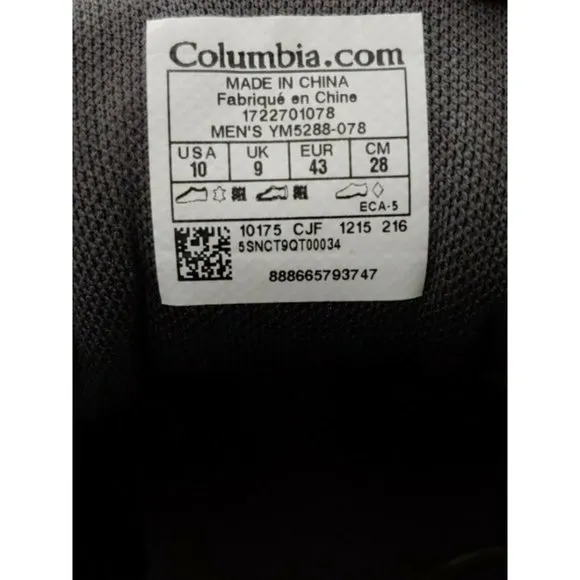 Columbia.com
MADE IN CHINA
Fabriqué en Chine
1722701078
MEN'S YM5288-078
USA UK EUR CM
10 9 43 28
ECA-5
10175 CJF 1215 216
5SNCT9QT00034
888665793747